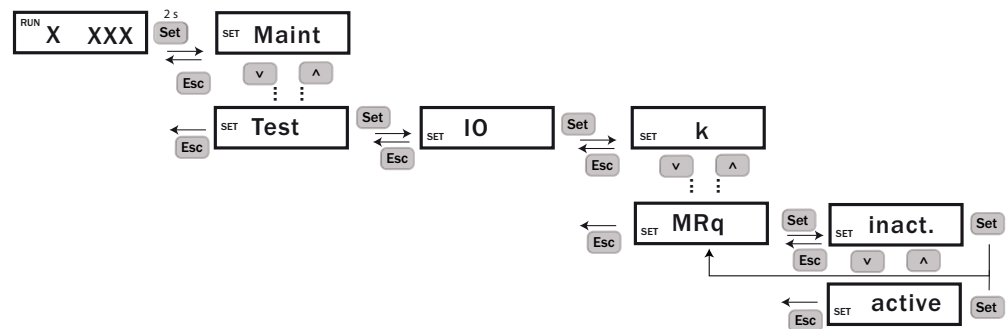 2 s
RUN X XXX Set SET Maint
Esc v ^
SET Test Set SET IO Set SET k
Esc Esc Esc v ^
SET MRq Set SET inact. Set
Esc Esc v ^
SET active Set
Esc